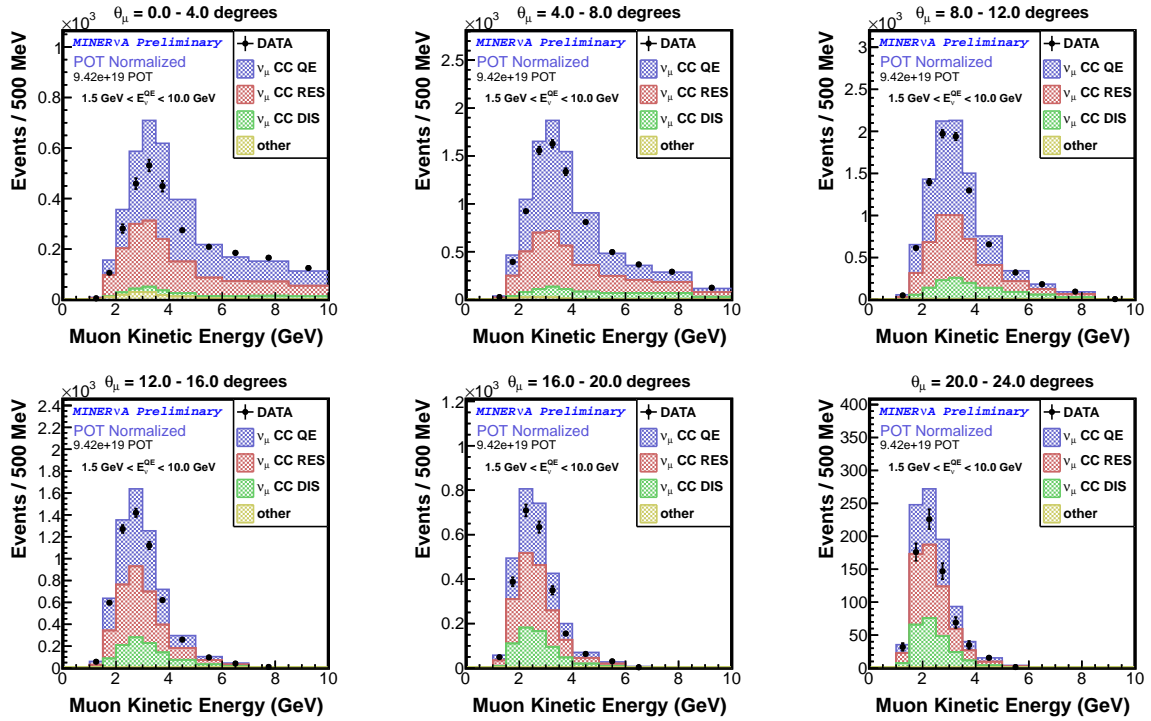 θμ = 0.0 - 4.0 degrees
×10³
MINERνA Preliminary
POT Normalized
9.42e+19 POT
1.5 GeV < EνQE < 10.0 GeV
DATA
νμ CC QE
νμ CC RES
νμ CC DIS
other
Events / 500 MeV
1
0.8
0.6
0.4
0.2
0
0 2 4 6 8 10
Muon Kinetic Energy (GeV)
θμ = 4.0 - 8.0 degrees
×10³
MINERνA Preliminary
POT Normalized
9.42e+19 POT
1.5 GeV < EνQE < 10.0 GeV
DATA
νμ CC QE
νμ CC RES
νμ CC DIS
other
Events / 500 MeV
2.5
2
1.5
1
0.5
0
0 2 4 6 8 10
Muon Kinetic Energy (GeV)
θμ = 8.0 - 12.0 degrees
×10³
MINERνA Preliminary
POT Normalized
9.42e+19 POT
1.5 GeV < EνQE < 10.0 GeV
DATA
νμ CC QE
νμ CC RES
νμ CC DIS
other
Events / 500 MeV
3
2.5
2
1.5
1
0.5
0
0 2 4 6 8 10
Muon Kinetic Energy (GeV)
θμ = 12.0 - 16.0 degrees
×10³
MINERνA Preliminary
POT Normalized
9.42e+19 POT
1.5 GeV < EνQE < 10.0 GeV
DATA
νμ CC QE
νμ CC RES
νμ CC DIS
other
Events / 500 MeV
2.4
2.2
2
1.8
1.6
1.4
1.2
1
0.8
0.6
0.4
0.2
0
0 2 4 6 8 10
Muon Kinetic Energy (GeV)
θμ = 16.0 - 20.0 degrees
×10³
MINERνA Preliminary
POT Normalized
9.42e+19 POT
1.5 GeV < EνQE < 10.0 GeV
DATA
νμ CC QE
νμ CC RES
νμ CC DIS
other
Events / 500 MeV
1.2
1
0.8
0.6
0.4
0.2
0
0 2 4 6 8 10
Muon Kinetic Energy (GeV)
θμ = 20.0 - 24.0 degrees
MINERνA Preliminary
POT Normalized
9.42e+19 POT
1.5 GeV < EνQE < 10.0 GeV
DATA
νμ CC QE
νμ CC RES
νμ CC DIS
other
Events / 500 MeV
400
350
300
250
200
150
100
50
0
0 2 4 6 8 10
Muon Kinetic Energy (GeV)